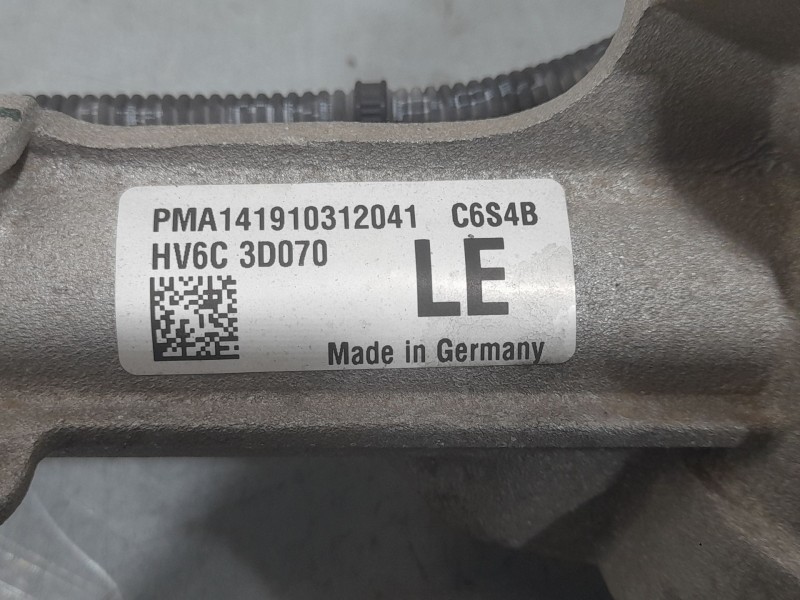 PMA141910312041 C6S4B
HV6C 3D070
LE
Made in Germany